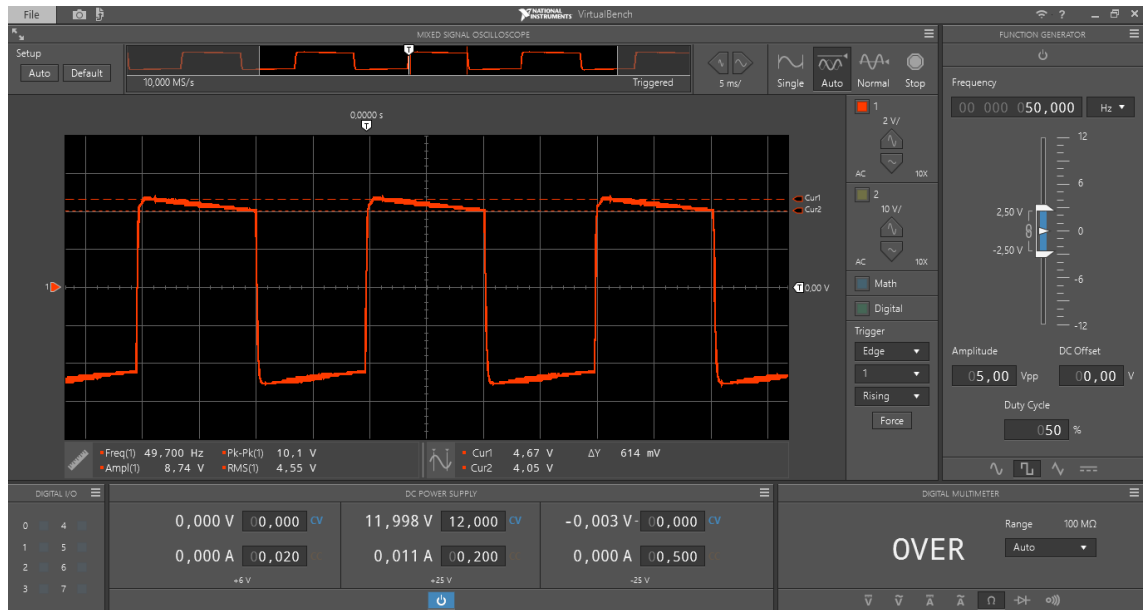 File
NATIONAL INSTRUMENTS VirtualBench
?
MIXED SIGNAL OSCILLOSCOPE
Setup
Auto Default
T
10,000 MS/s Triggered
5 ms/
Single Auto Normal Stop
0,0000 s
T
Cur1
Cur2
1
T 0,00 V
1
2 V/
AC 10X
2
10 V/
AC 10X
Math
Digital
Trigger
Edge
1
Rising
Force
Freq(1) 49,700 Hz Pk-Pk(1) 10,1 V
Ampl(1) 8,74 V RMS(1) 4,55 V
Cur1 4,67 V ΔY 614 mV
Cur2 4,05 V
FUNCTION GENERATOR
Frequency
00 000 050,000 Hz
12
6
2,50 V
0
-2,50 V
-6
-12
Amplitude DC Offset
05,00 Vpp 00,00 V
Duty Cycle
050 %
DIGITAL I/O
0 4
1 5
2 6
3 7
DC POWER SUPPLY
0,000 V 00,000 CV 11,998 V 12,000 CV -0,003 V - 00,000 CV
0,000 A 00,020 CC 0,011 A 00,200 CC 0,000 A 00,500 CC
+6 V +25 V -25 V
DIGITAL MULTIMETER
Range 100 MΩ
OVER
Auto
V V A A Ω